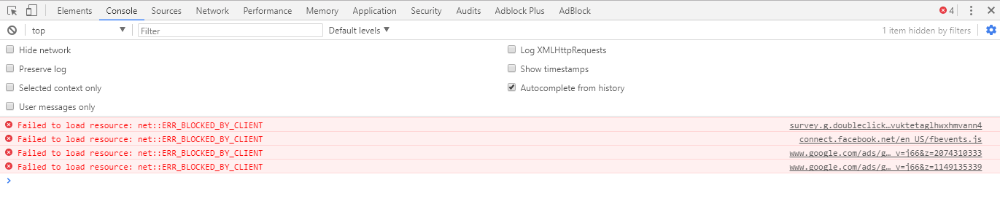 Elements Console Sources Network Performance Memory Application Security Audits Adblock Plus AdBlock 4
top Filter Default levels 1 item hidden by filters
Hide network Log XMLHttpRequests
Preserve log Show timestamps
Selected context only Autocomplete from history
User messages only
Failed to load resource: net::ERR_BLOCKED_BY_CLIENT survey.g.doubleclick…vuktetaglhwxhmvann4
Failed to load resource: net::ERR_BLOCKED_BY_CLIENT connect.facebook.net/en_US/fbevents.js
Failed to load resource: net::ERR_BLOCKED_BY_CLIENT www.google.com/ads/g…_v=j66&z=2074310333
Failed to load resource: net::ERR_BLOCKED_BY_CLIENT www.google.com/ads/g…_v=j66&z=1149135339